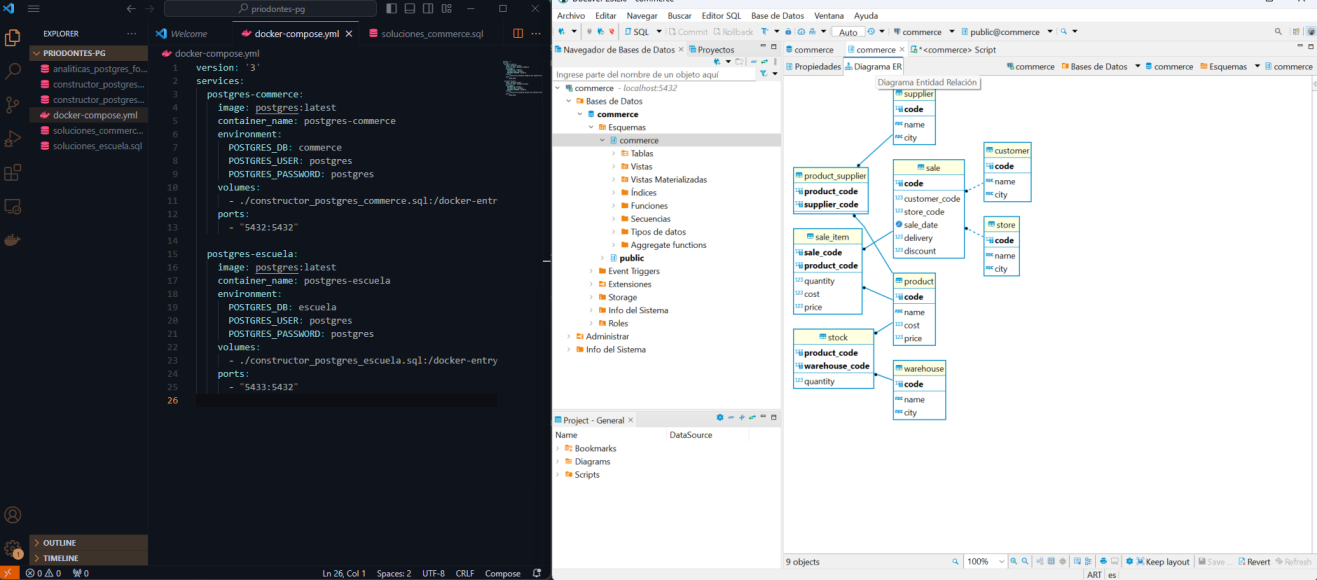 priodontes-pg
EXPLORER
PRIODONTES-PG
analiticas_postgres_fo...
constructor_postgres...
constructor_postgres...
docker-compose.yml
soluciones_commerc...
soluciones_escuela.sql
OUTLINE
TIMELINE
Welcome
docker-compose.yml
soluciones_commerce.sql
docker-compose.yml
1 version: '3'
2 services:
3 postgres-commerce:
4 image: postgres:latest
5 container_name: postgres-commerce
6 environment:
7 POSTGRES_DB: commerce
8 POSTGRES_USER: postgres
9 POSTGRES_PASSWORD: postgres
10 volumes:
11 - ./constructor_postgres_commerce.sql:/docker-entr
12 ports:
13 - "5432:5432"
14
15 postgres-escuela:
16 image: postgres:latest
17 container_name: postgres-escuela
18 environment:
19 POSTGRES_DB: escuela
20 POSTGRES_USER: postgres
21 POSTGRES_PASSWORD: postgres
22 volumes:
23 - ./constructor_postgres_escuela.sql:/docker-entry
24 ports:
25 - "5433:5432"
26
0 0 0
Ln 26, Col 1 Spaces: 2 UTF-8 CRLF Compose
Archivo Editar Navegar Buscar Editor SQL Base de Datos Ventana Ayuda
SQL Commit Rollback Auto commerce public@commerce
Navegador de Bases de Datos Proyectos
Ingrese parte del nombre de un objeto aquí
commerce - localhost:5432
Bases de Datos
commerce
Esquemas
commerce
Tablas
Vistas
Vistas Materializadas
Índices
Funciones
Secuencias
Tipos de datos
Aggregate functions
public
Event Triggers
Extensiones
Storage
Info del Sistema
Roles
Administrar
Info del Sistema
Project - General
Name DataSource
Bookmarks
Diagrams
Scripts
commerce commerce *<commerce> Script
Propiedades Diagrama ER commerce Bases de Datos commerce Esquemas commerce
Diagrama Entidad Relación
supplier
code
name
city
product_supplier
product_code
supplier_code
sale
code
customer_code
store_code
sale_date
delivery
discount
customer
code
name
city
sale_item
sale_code
product_code
quantity
cost
price
store
code
name
city
product
code
name
cost
price
stock
product_code
warehouse_code
quantity
warehouse
code
name
city
9 objects 100% Keep layout Save ... Revert Refresh
ART es